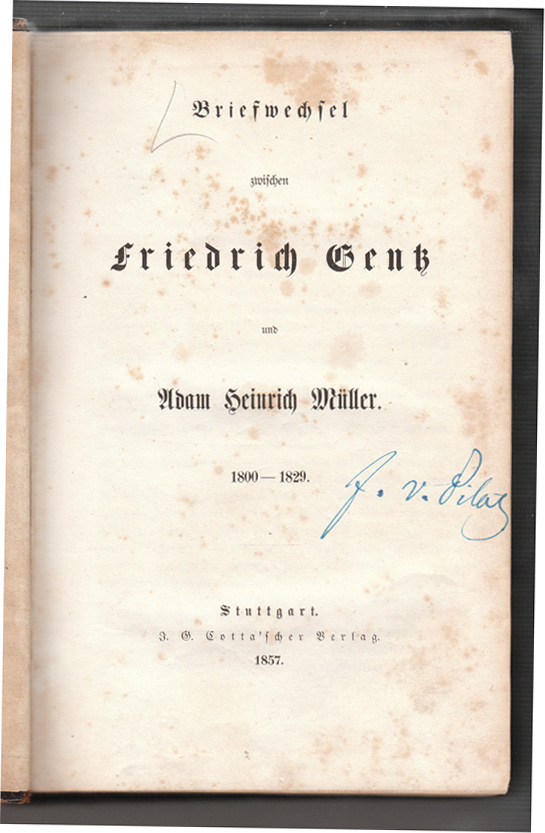 Briefwechsel
zwischen
Friedrich Gentz
und
Adam Heinrich Müller.
1800 — 1829.
F. v. Pilat
Stuttgart.
J. G. Cotta'scher Verlag.
1857.